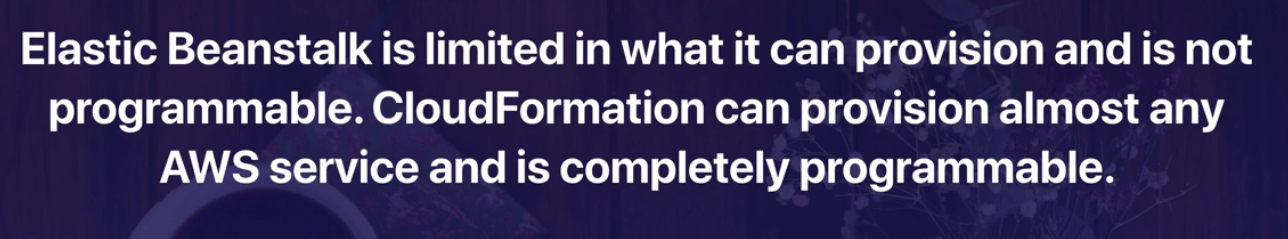 Elastic Beanstalk is limited in what it can provision and is not
programmable. CloudFormation can provision almost any
AWS service and is completely programmable.